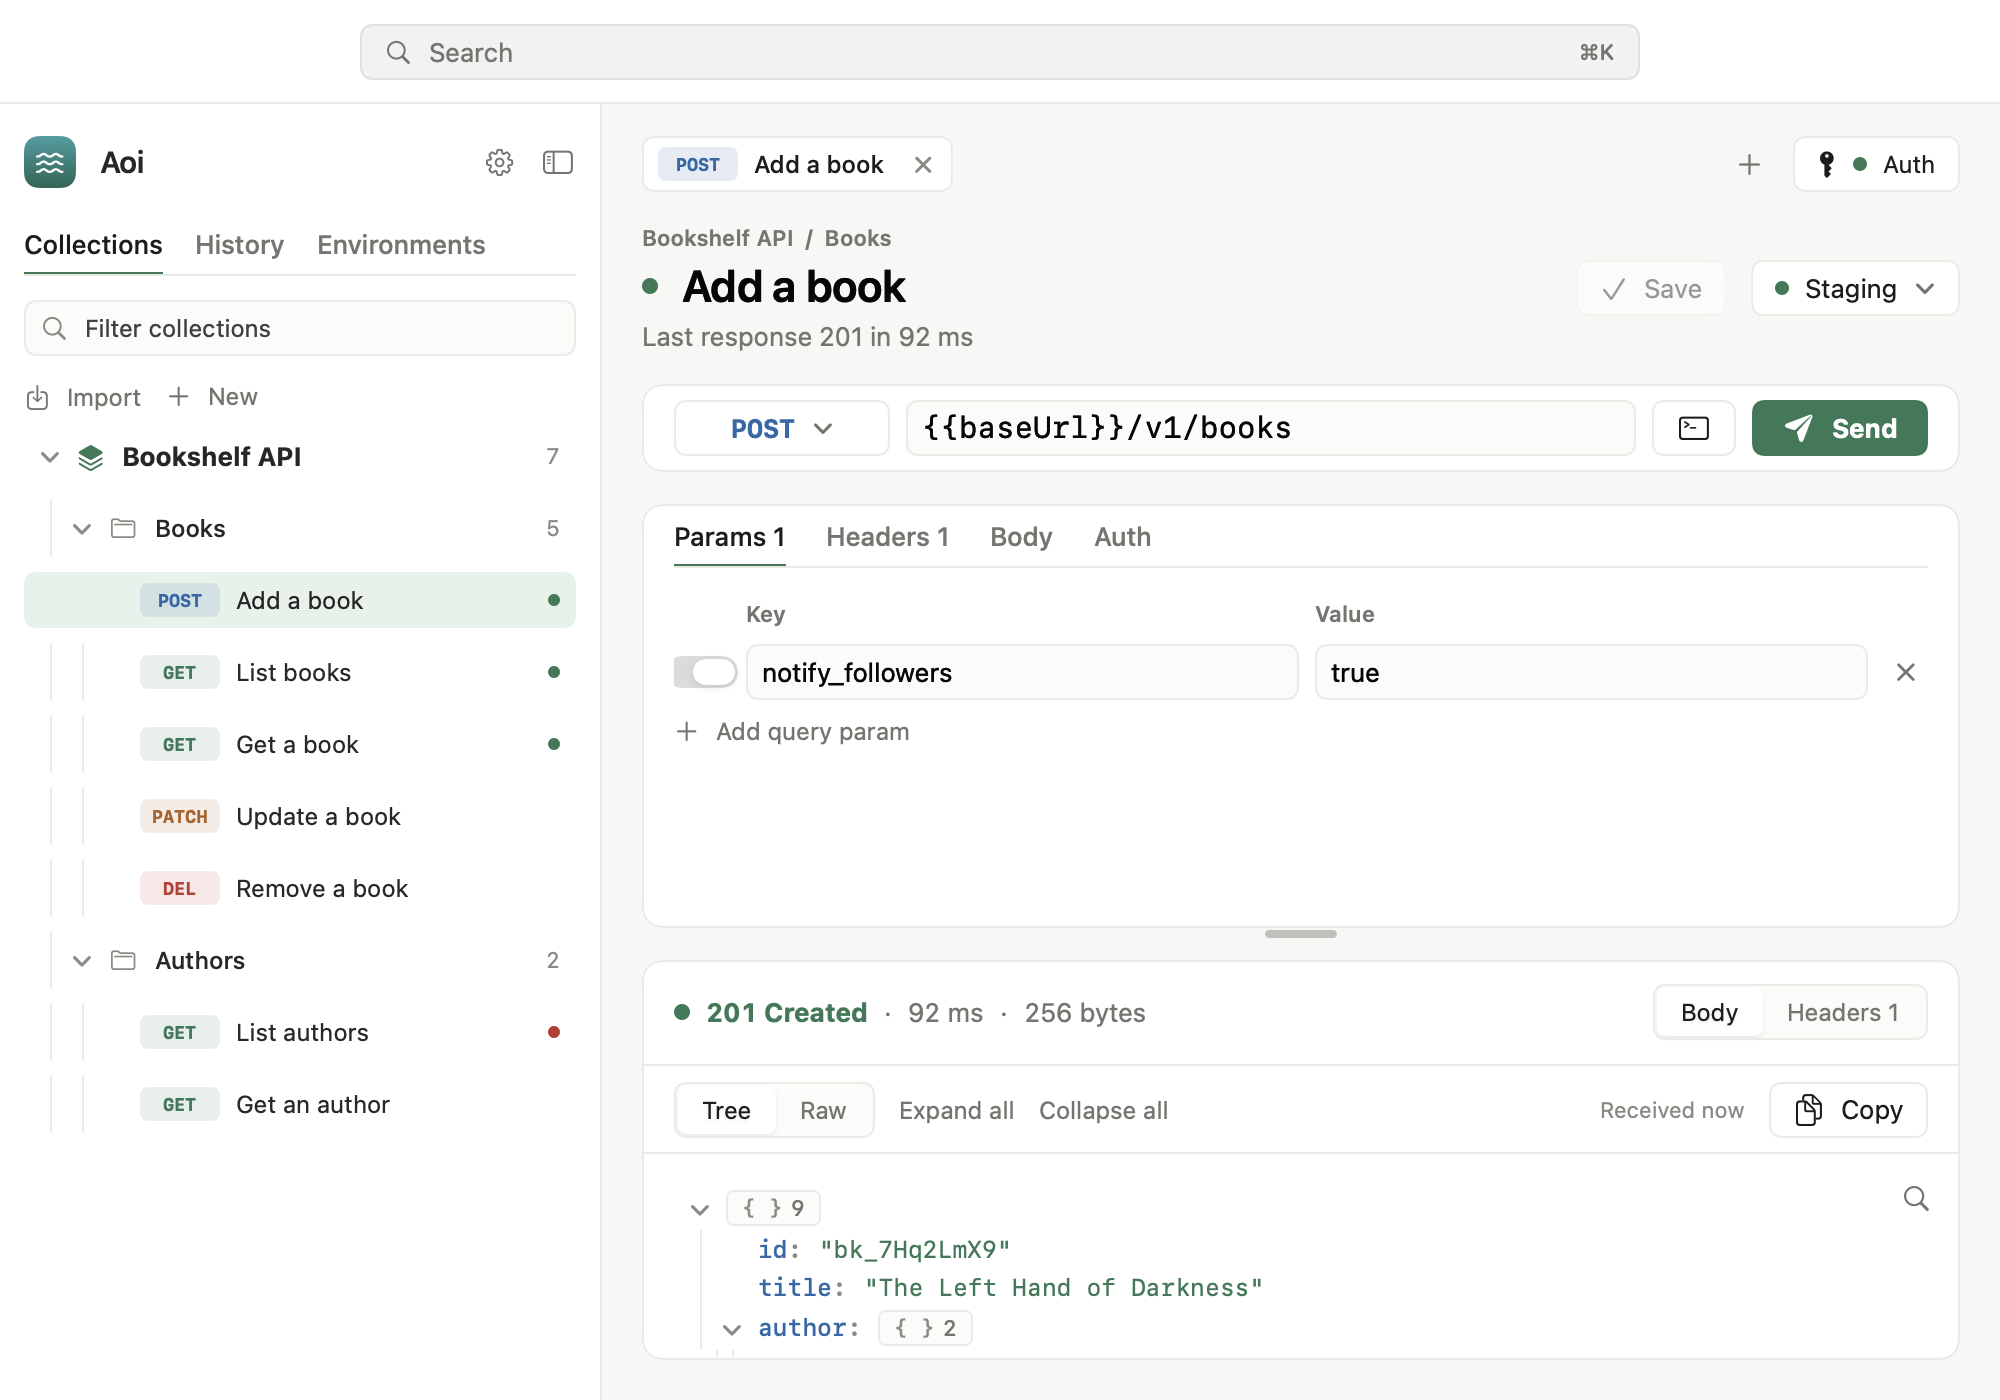 Search ⌘K
Aoi
Collections History Environments
Filter collections
Import New
Bookshelf API 7
Books 5
POST Add a book
GET List books
GET Get a book
PATCH Update a book
DEL Remove a book
Authors 2
GET List authors
GET Get an author
POST Add a book
Auth
Bookshelf API / Books
Add a book
Last response 201 in 92 ms
Save
Staging
POST {{baseUrl}}/v1/books Send
Params 1 Headers 1 Body Auth
Key Value
notify_followers true
Add query param
201 Created · 92 ms · 256 bytes
Body Headers 1
Tree Raw Expand all Collapse all Received now Copy
{ } 9
id: "bk_7Hq2LmX9"
title: "The Left Hand of Darkness"
author: { } 2